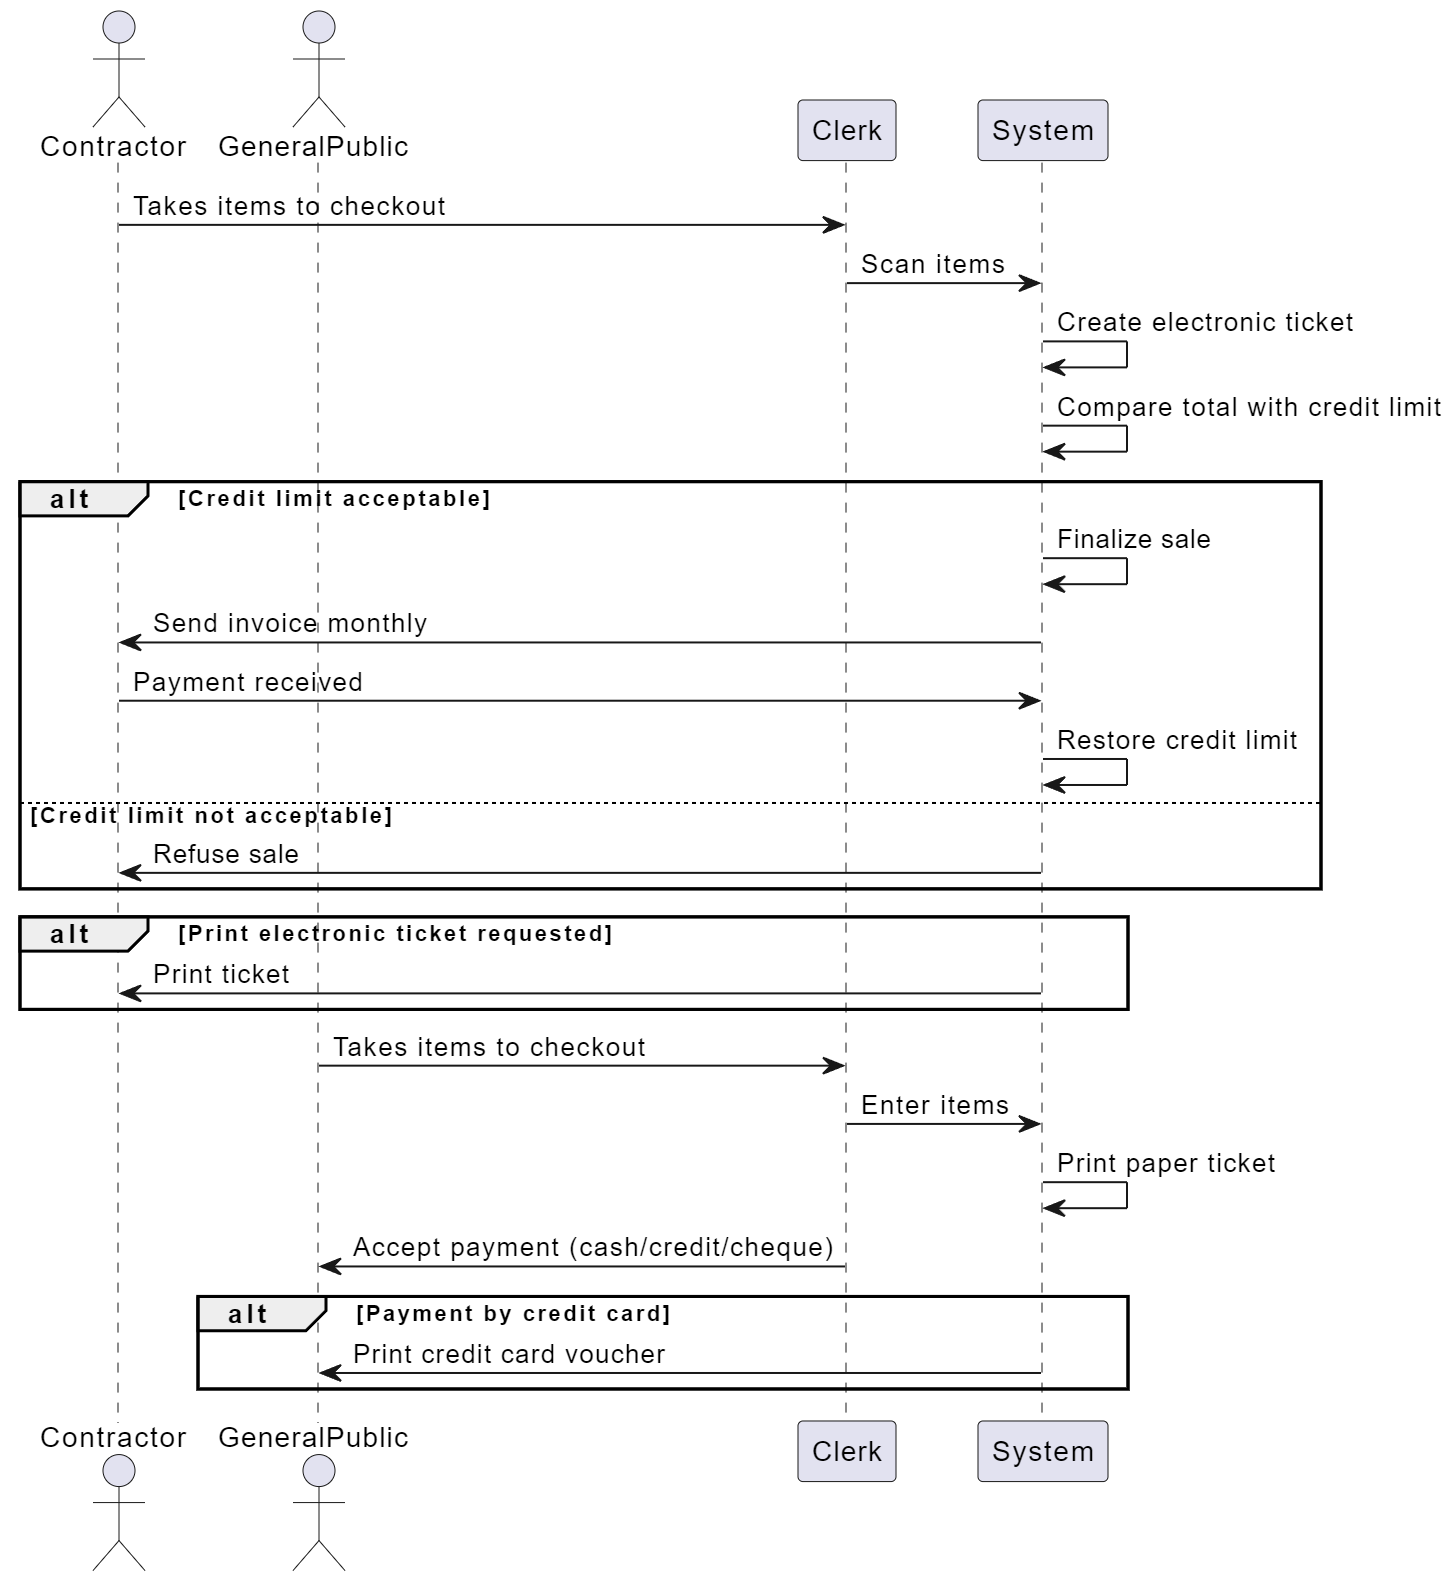 Contractor
GeneralPublic
Clerk
System
Takes items to checkout
Scan items
Create electronic ticket
Compare total with credit limit
alt
[Credit limit acceptable]
Finalize sale
Send invoice monthly
Payment received
Restore credit limit
[Credit limit not acceptable]
Refuse sale
alt
[Print electronic ticket requested]
Print ticket
Takes items to checkout
Enter items
Print paper ticket
Accept payment (cash/credit/cheque)
alt
[Payment by credit card]
Print credit card voucher
Contractor
GeneralPublic
Clerk
System